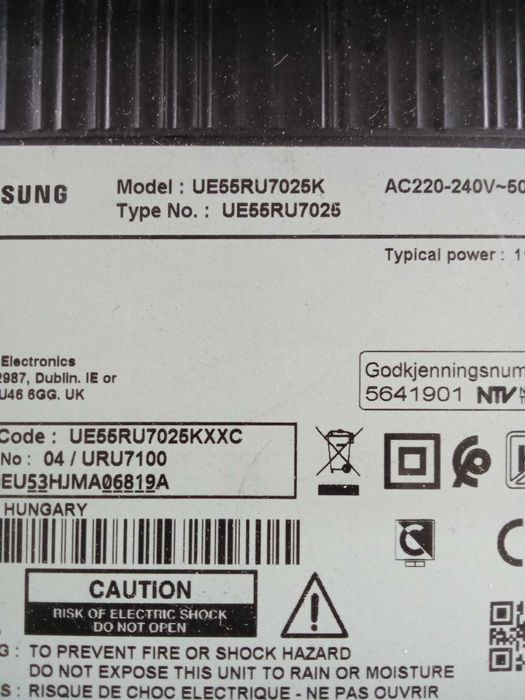 SUNG
Model : UE55RU7025K
AC220-240V~50
Type No. : UE55RU7025
Typical power : 1
Electronics
2987, Dublin. IE or
U46 6GG. UK
Godkjenningsnum
5641901 NTV
Code : UE55RU7025KXXC
No : 04 / URU7100
EU53HJMA06819A
HUNGARY
CAUTION
RISK OF ELECTRIC SHOCK
DO NOT OPEN
G : TO PREVENT FIRE OR SHOCK HAZARD
DO NOT EXPOSE THIS UNIT TO RAIN OR MOISTURE
S : RISQUE DE CHOC ELECTRIQUE - NE PAS OUVRIR